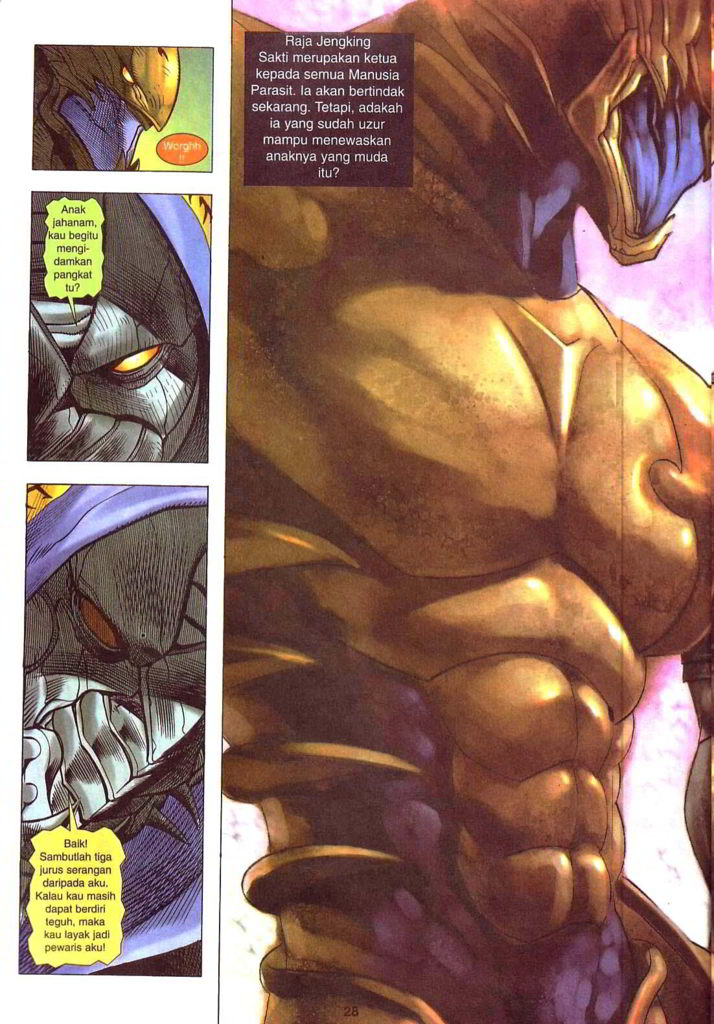 Worghh
!!
Anak
jahanam,
kau begitu
mengi-
damkan
pangkat
tu?
Baik!
Sambutlah tiga
jurus serangan
daripada aku.
Kalau kau masih
dapat berdiri
teguh, maka
kau layak jadi
pewaris aku!
Raja Jengking
Sakti merupakan ketua
kepada semua Manusia
Parasit. Ia akan bertindak
sekarang. Tetapi, adakah
ia yang sudah uzur
mampu menewaskan
anaknya yang muda
itu?
28